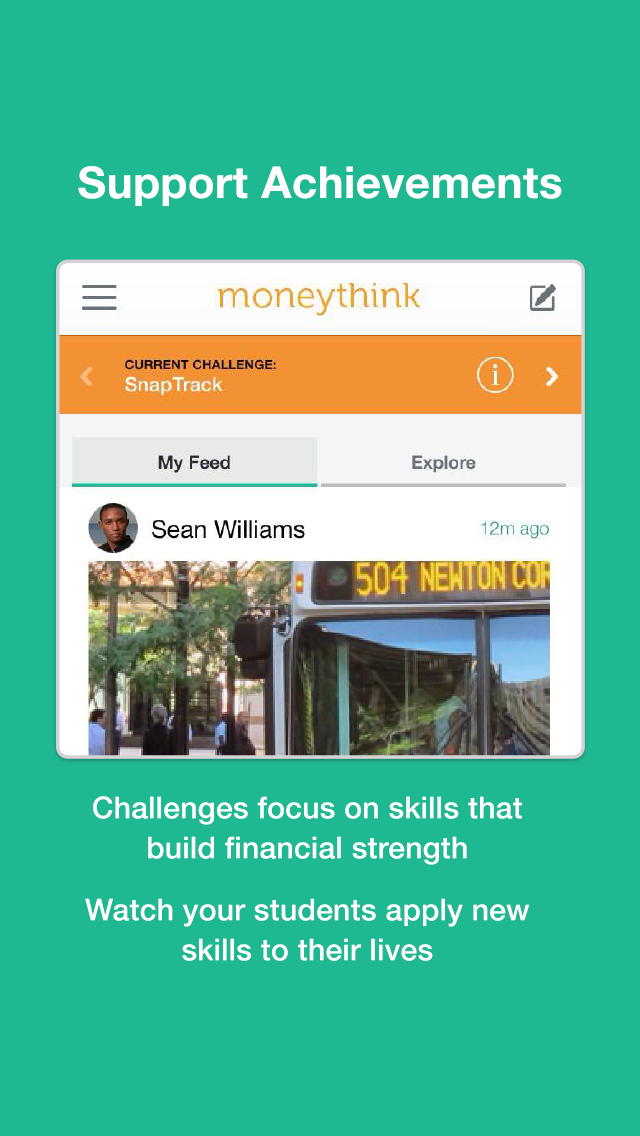 Support Achievements
moneythink
CURRENT CHALLENGE:
SnapTrack
i
My Feed
Explore
Sean Williams
12m ago
504 NEWTON COR
Challenges focus on skills that
build financial strength
Watch your students apply new
skills to their lives